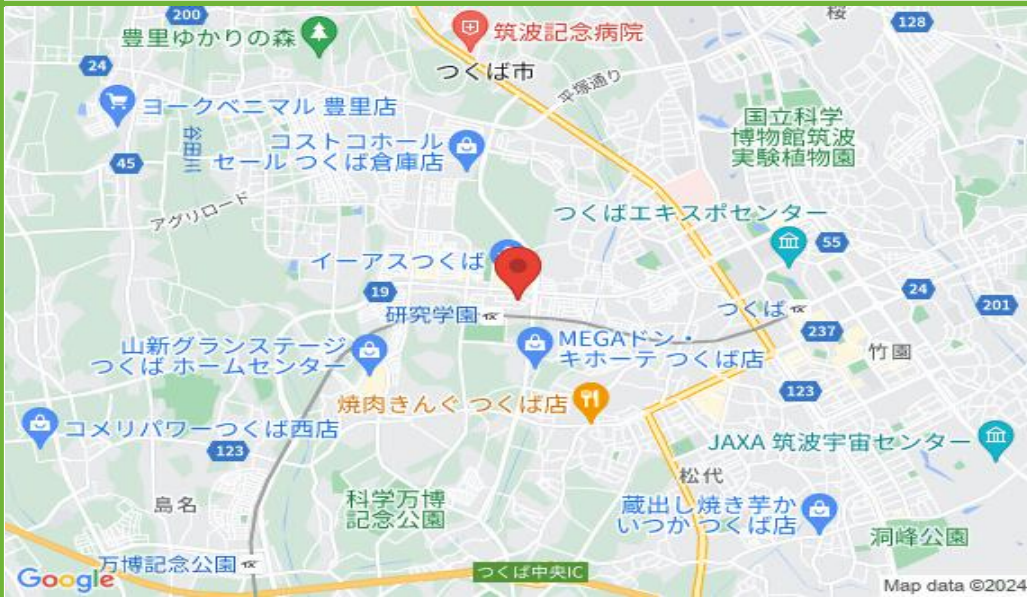 200
桜
128
豊里ゆかりの森
筑波記念病院
24
つくば市
平塚通り
ヨークベニマル 豊里店
谷田川
国立科学
博物館筑波
実験植物園
コストコホール
セール つくば倉庫店
45
アグリロード
つくばエキスポセンター
55
イーアスつくば
19
24
201
研究学園
つくば
237
山新グランステージ
つくば ホームセンター
MEGAドン・
キホーテ つくば店
竹園
123
焼肉きんぐ つくば店
コメリパワーつくば西店
123
JAXA 筑波宇宙センター
松代
島名
科学万博
記念公園
蔵出し焼き芋か
いつか つくば店
洞峰公園
万博記念公園
つくば中央IC
Google
Map data ©2024